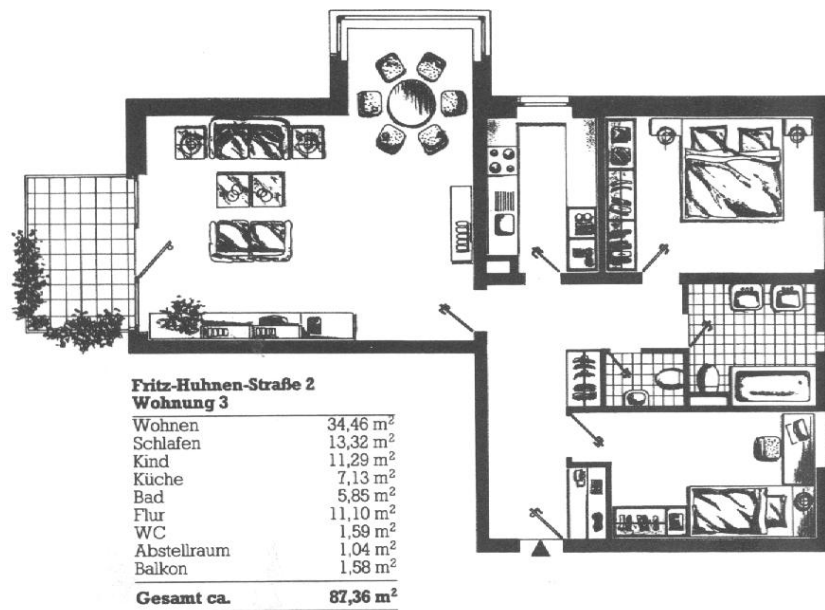 Fritz-Huhnen-Straße 2
Wohnung 3
Wohnen 34,46 m²
Schlafen 13,32 m²
Kind 11,29 m²
Küche 7,13 m²
Bad 5,85 m²
Flur 11,10 m²
WC 1,59 m²
Abstellraum 1,04 m²
Balkon 1,58 m²
Gesamt ca. 87,36 m²